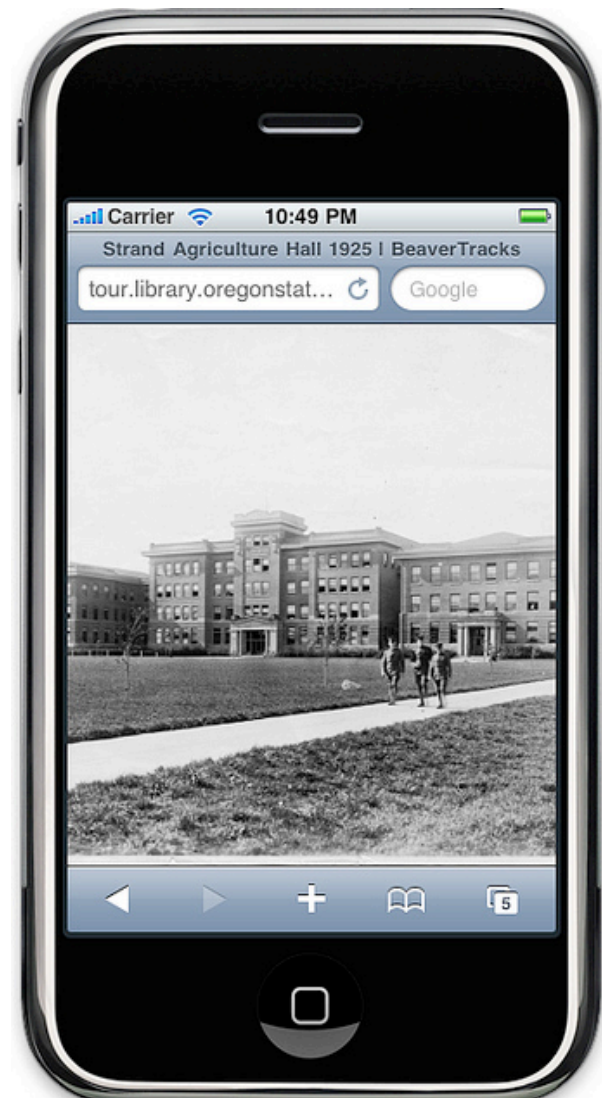 Carrier 10:49 PM
Strand Agriculture Hall 1925 | BeaverTracks
tour.library.oregonstat... Google
5